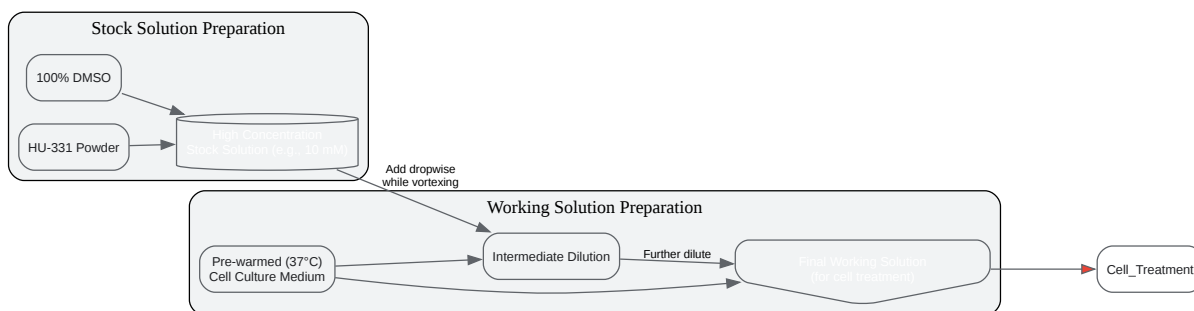 Stock Solution Preparation
100% DMSO
HU-331 Powder
High Concentration
Stock Solution (e.g., 10 mM)
Add dropwise
while vortexing
Working Solution Preparation
Pre-warmed (37°C)
Cell Culture Medium
Intermediate Dilution
Further dilute
Final Working Solution
(for cell treatment)
Cell_Treatment